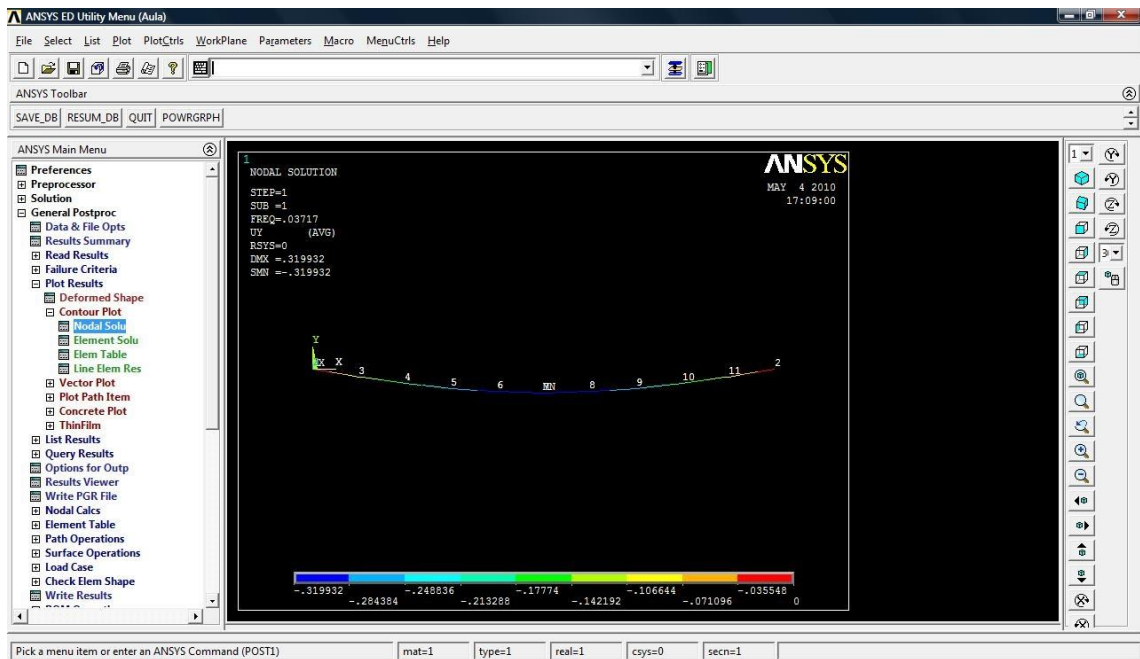 ANSYS ED Utility Menu (Aula)
File Select List Plot PlotCtrls WorkPlane Parameters Macro MenuCtrls Help
ANSYS Toolbar
SAVE_DB RESUM_DB QUIT POWRGRPH
ANSYS Main Menu
Preferences
Preprocessor
Solution
General Postproc
Data & File Opts
Results Summary
Read Results
Failure Criteria
Plot Results
Deformed Shape
Contour Plot
Nodal Solu
Element Solu
Elem Table
Line Elem Res
Vector Plot
Plot Path Item
Concrete Plot
ThinFilm
List Results
Query Results
Options for Outp
Results Viewer
Write PGR File
Nodal Calcs
Element Table
Path Operations
Surface Operations
Load Case
Check Elem Shape
Write Results
1
NODAL SOLUTION
STEP=1
SUB =1
FREQ=.03717
UY (AVG)
RSYS=0
DMX =.319932
SMN =-.319932
ANSYS
MAY 4 2010
17:09:00
Y
X X 3 4 5 6 MN 8 9 10 11 2
-.319932 -.248836 -.17774 -.106644 -.035548
-.284384 -.213288 -.142192 -.071096 0
1
Pick a menu item or enter an ANSYS Command (POST1) mat=1 type=1 real=1 csys=0 secn=1